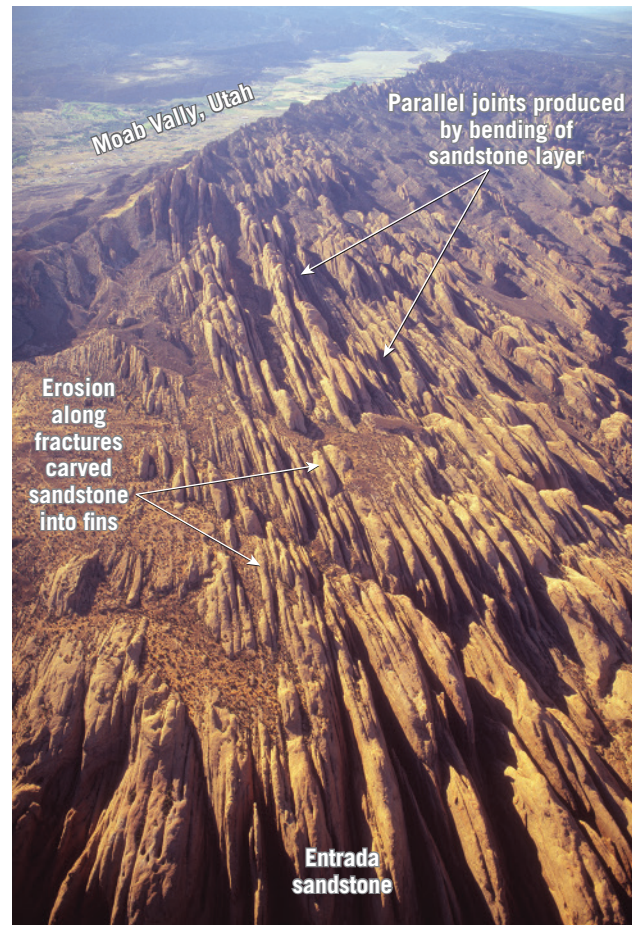 Moab Vally, Utah
Parallel joints produced
by bending of
sandstone layer
Erosion
along
fractures
carved
sandstone
into fins
Entrada
sandstone